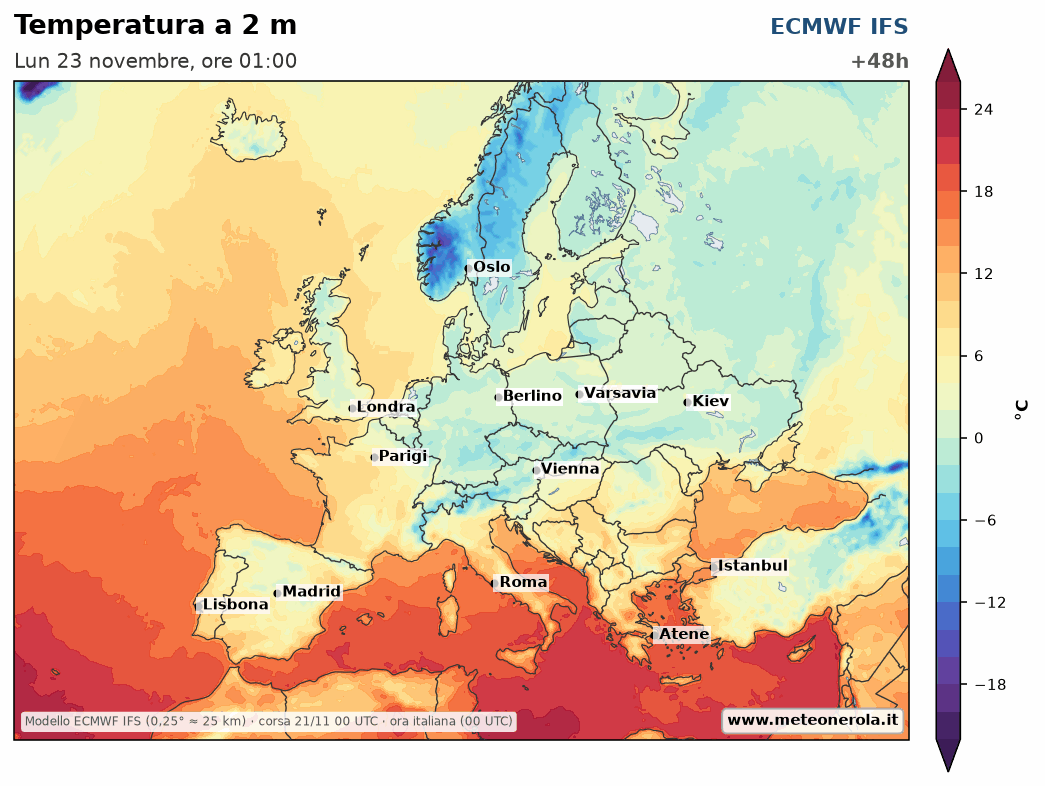 Temperatura a 2 m
ECMWF IFS
Lun 23 novembre, ore 01:00
+48h
24
18
12
6
0
−6
−12
−18
°C
Oslo
Londra
Berlino
Varsavia
Kiev
Parigi
Vienna
Istanbul
Roma
Madrid
Lisbona
Atene
Modello ECMWF IFS (0,25° ≈ 25 km) · corsa 21/11 00 UTC · ora italiana (00 UTC)
www.meteonerola.it